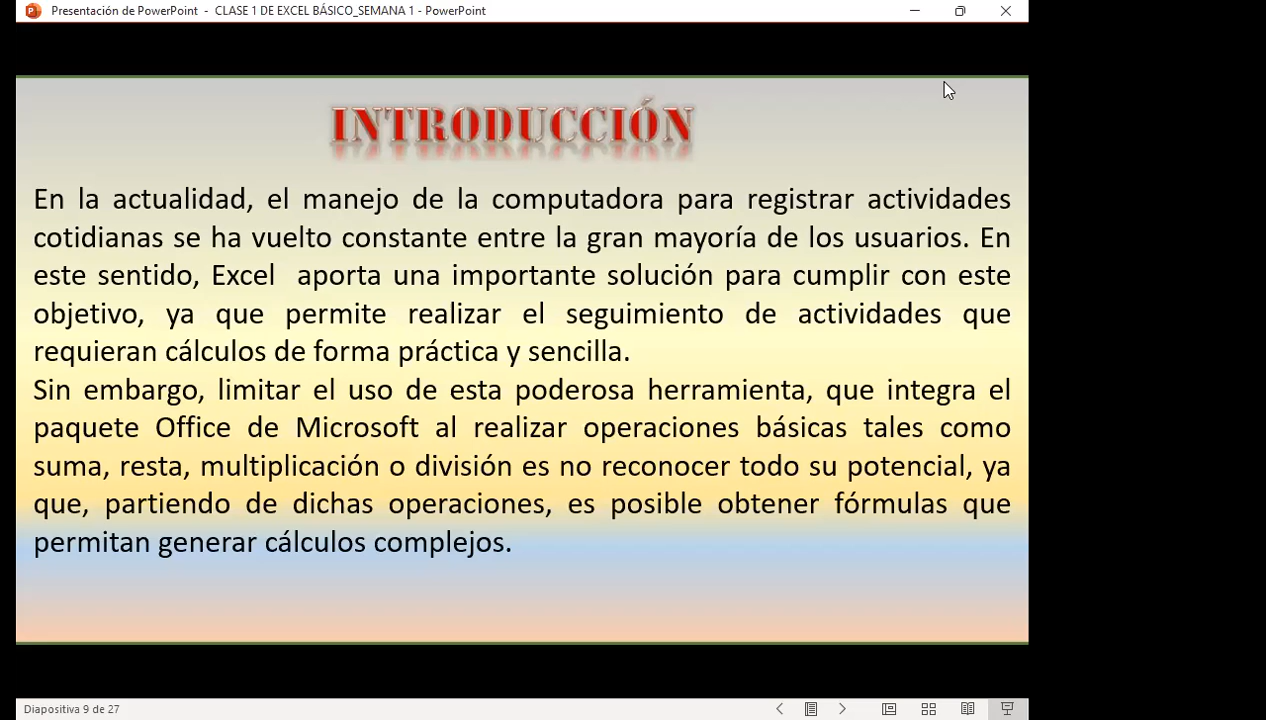 Presentación de PowerPoint - CLASE 1 DE EXCEL BÁSICO_SEMANA 1 - PowerPoint
INTRODUCCIÓN
En la actualidad, el manejo de la computadora para registrar actividades
cotidianas se ha vuelto constante entre la gran mayoría de los usuarios. En
este sentido, Excel aporta una importante solución para cumplir con este
objetivo, ya que permite realizar el seguimiento de actividades que
requieran cálculos de forma práctica y sencilla.
Sin embargo, limitar el uso de esta poderosa herramienta, que integra el
paquete Office de Microsoft al realizar operaciones básicas tales como
suma, resta, multiplicación o división es no reconocer todo su potencial, ya
que, partiendo de dichas operaciones, es posible obtener fórmulas que
permitan generar cálculos complejos.
Diapositiva 9 de 27